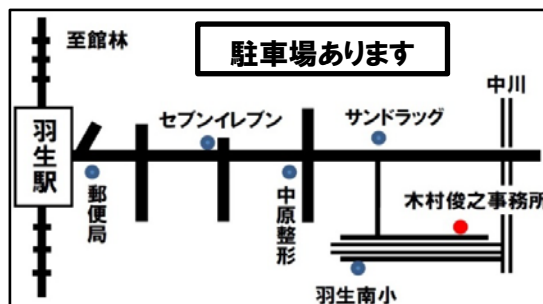 至館林
駐車場あります
中川
羽生駅
セブンイレブン
サンドラッグ
郵便局
中原整形
木村俊之事務所
羽生南小